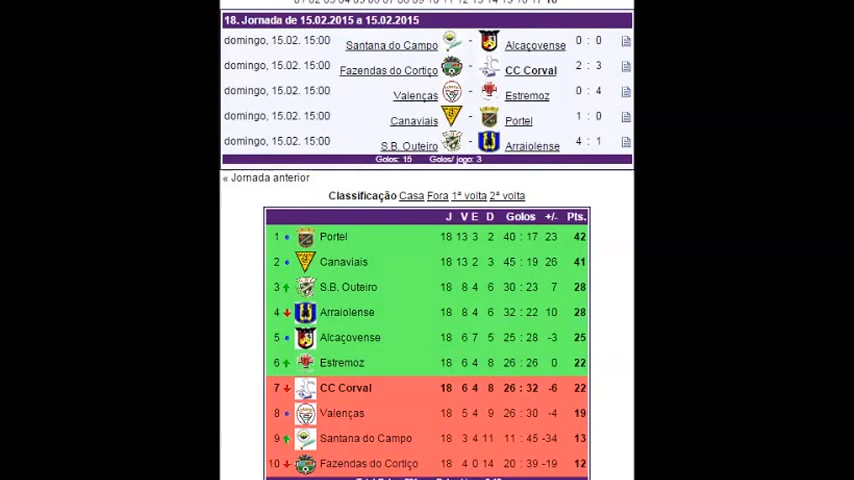 18. Jornada de 15.02.2015 a 15.02.2015
domingo, 15.02. 15:00 Santana do Campo - Alcaçovense 0 : 0
domingo, 15.02. 15:00 Fazendas do Cortiço - CC Corval 2 : 3
domingo, 15.02. 15:00 Valenças - Estremoz 0 : 4
domingo, 15.02. 15:00 Canaviais - Portel 1 : 0
domingo, 15.02. 15:00 S.B. Outeiro - Arraiolense 4 : 1
Golos: 15 Golos/ jogo: 3
« Jornada anterior
Classificação Casa Fora 1ª volta 2ª volta
J V E D Golos +/- Pts.
1 Portel 18 13 3 2 40 : 17 23 42
2 Canaviais 18 13 2 3 45 : 19 26 41
3 S.B. Outeiro 18 8 4 6 30 : 23 7 28
4 Arraiolense 18 8 4 6 32 : 22 10 28
5 Alcaçovense 18 6 7 5 25 : 28 -3 25
6 Estremoz 18 6 4 8 26 : 26 0 22
7 CC Corval 18 6 4 8 26 : 32 -6 22
8 Valenças 18 5 4 9 26 : 30 -4 19
9 Santana do Campo 18 3 4 11 11 : 45 -34 13
10 Fazendas do Cortiço 18 4 0 14 20 : 39 -19 12